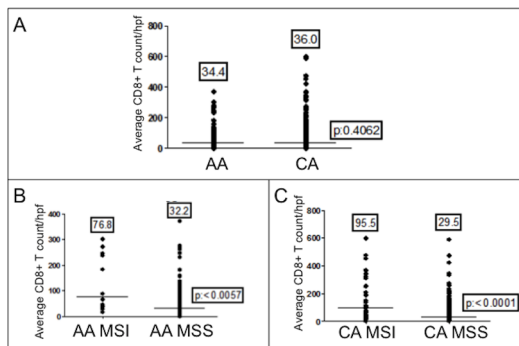 A
Average CD8+ T count/hpf
800
600
400
200
0
34.4
36.0
p:0.4062
AA
CA
B
Average CD8+ T count/hpf
400
300
200
100
0
76.8
32.2
p:<0.0057
AA MSI
AA MSS
C
Average CD8+ T count/hpf
800
600
400
200
0
95.5
29.5
p:<0.0001
CA MSI
CA MSS